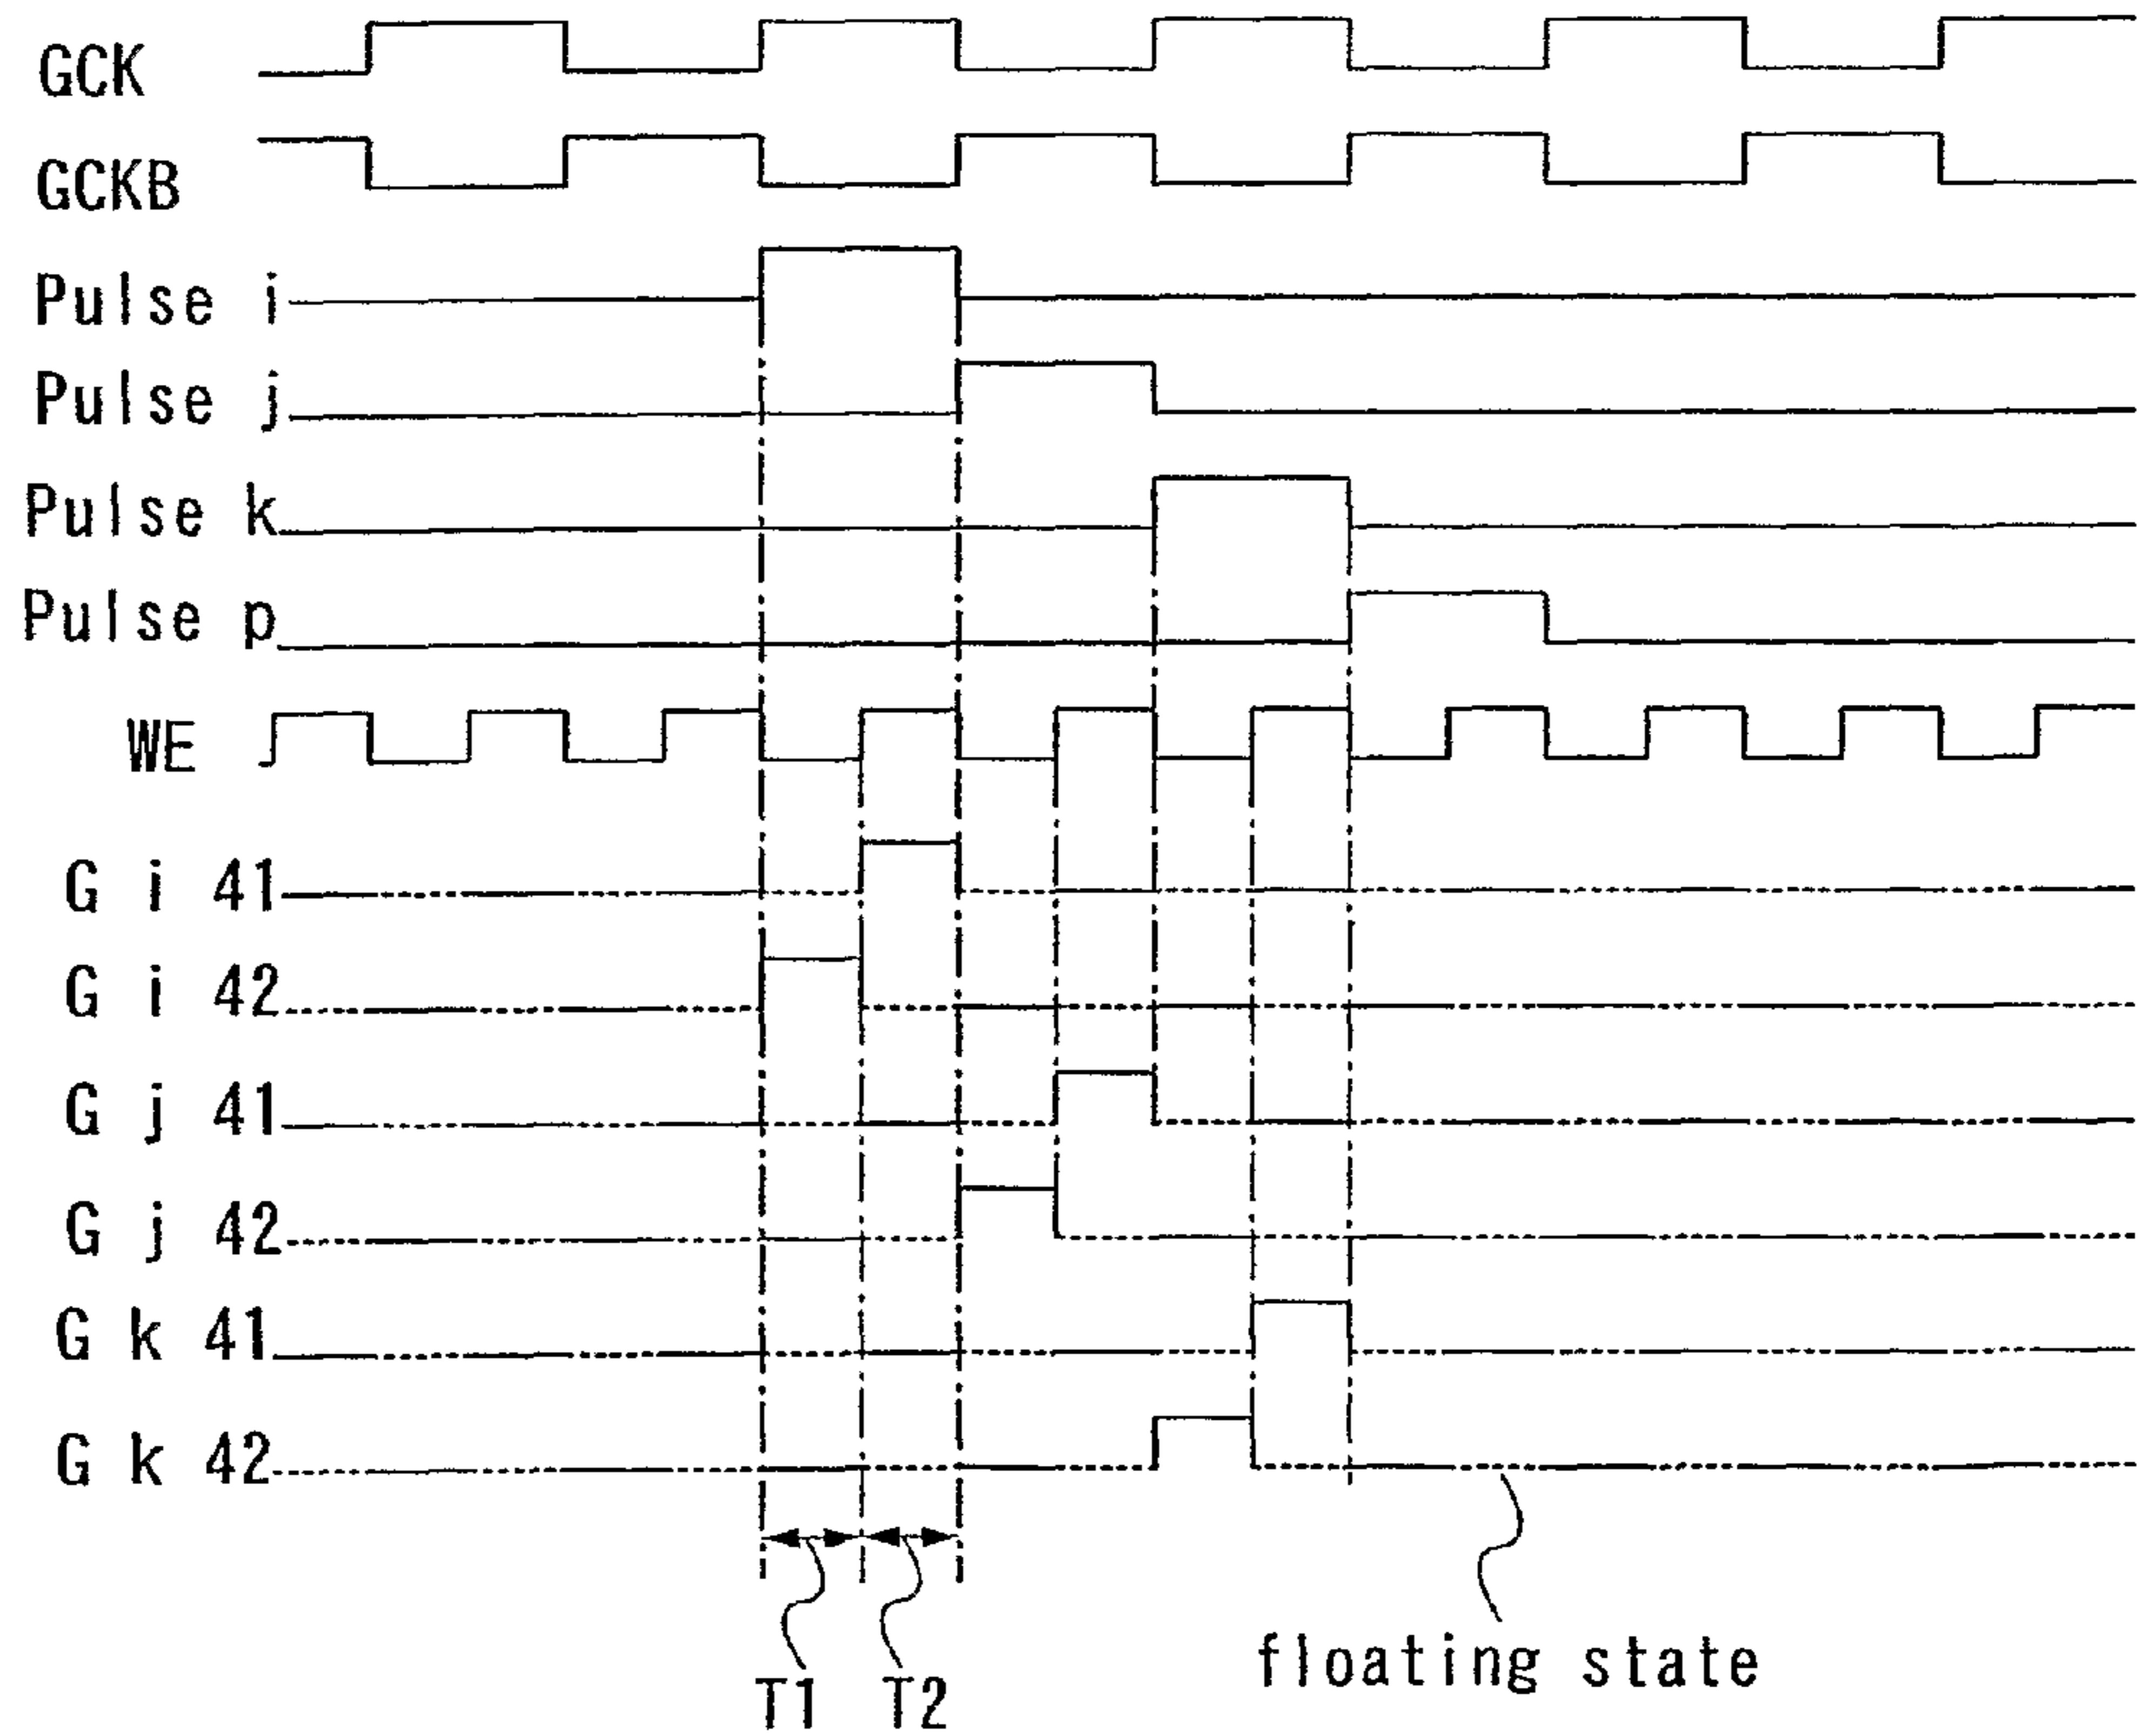 GCK
GCKB
Pulse i
Pulse j
Pulse k
Pulse p
WE
G i 41
G i 42
G j 41
G j 42
G k 41
G k 42
T1 T2
floating state